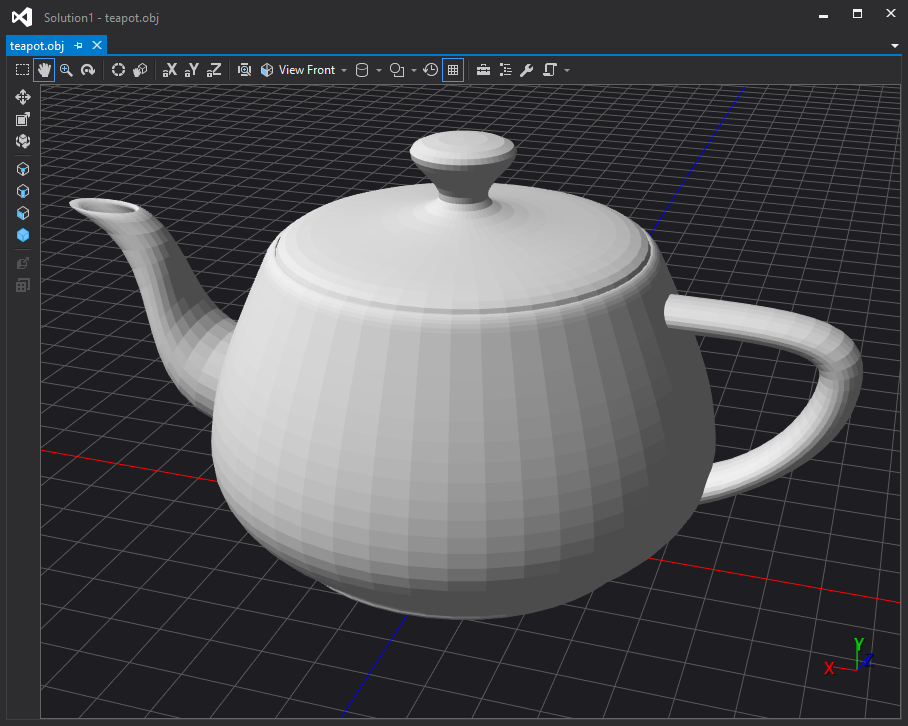 Solution1 - teapot.obj
teapot.obj
X Y Z View Front
Y
X Z